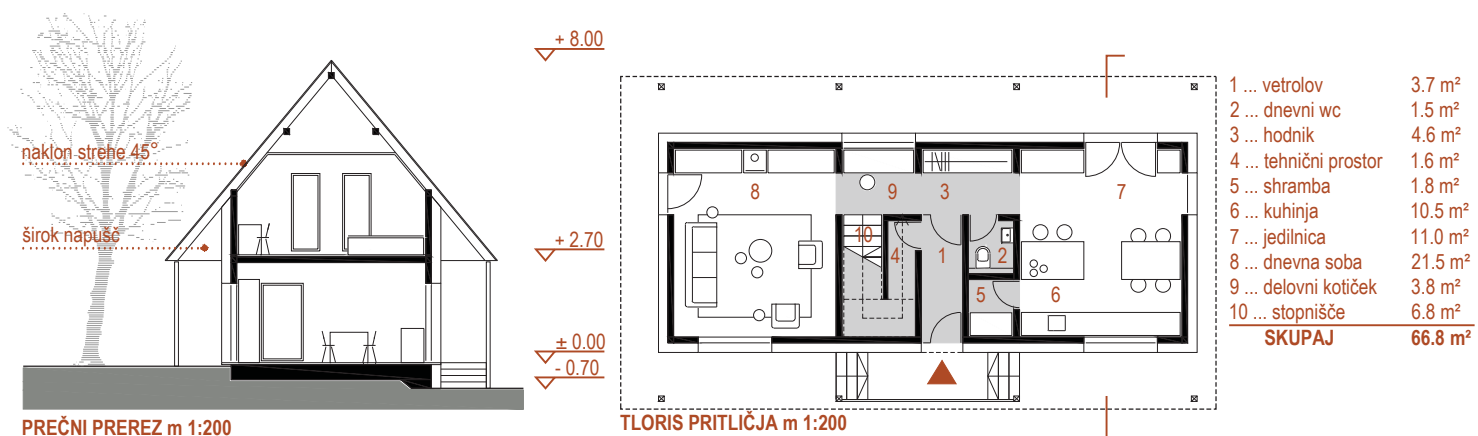 naklon strehe 45°
širok napušč
+ 8.00
+ 2.70
± 0.00
- 0.70
PREČNI PREREZ m 1:200
8
9
3
7
10
4
1
2
5
6
TLORIS PRITLIČJA m 1:200
1 ... vetrolov 3.7 m²
2 ... dnevni wc 1.5 m²
3 ... hodnik 4.6 m²
4 ... tehnični prostor 1.6 m²
5 ... shramba 1.8 m²
6 ... kuhinja 10.5 m²
7 ... jedilnica 11.0 m²
8 ... dnevna soba 21.5 m²
9 ... delovni kotiček 3.8 m²
10 ... stopnišče 6.8 m²
SKUPAJ 66.8 m²